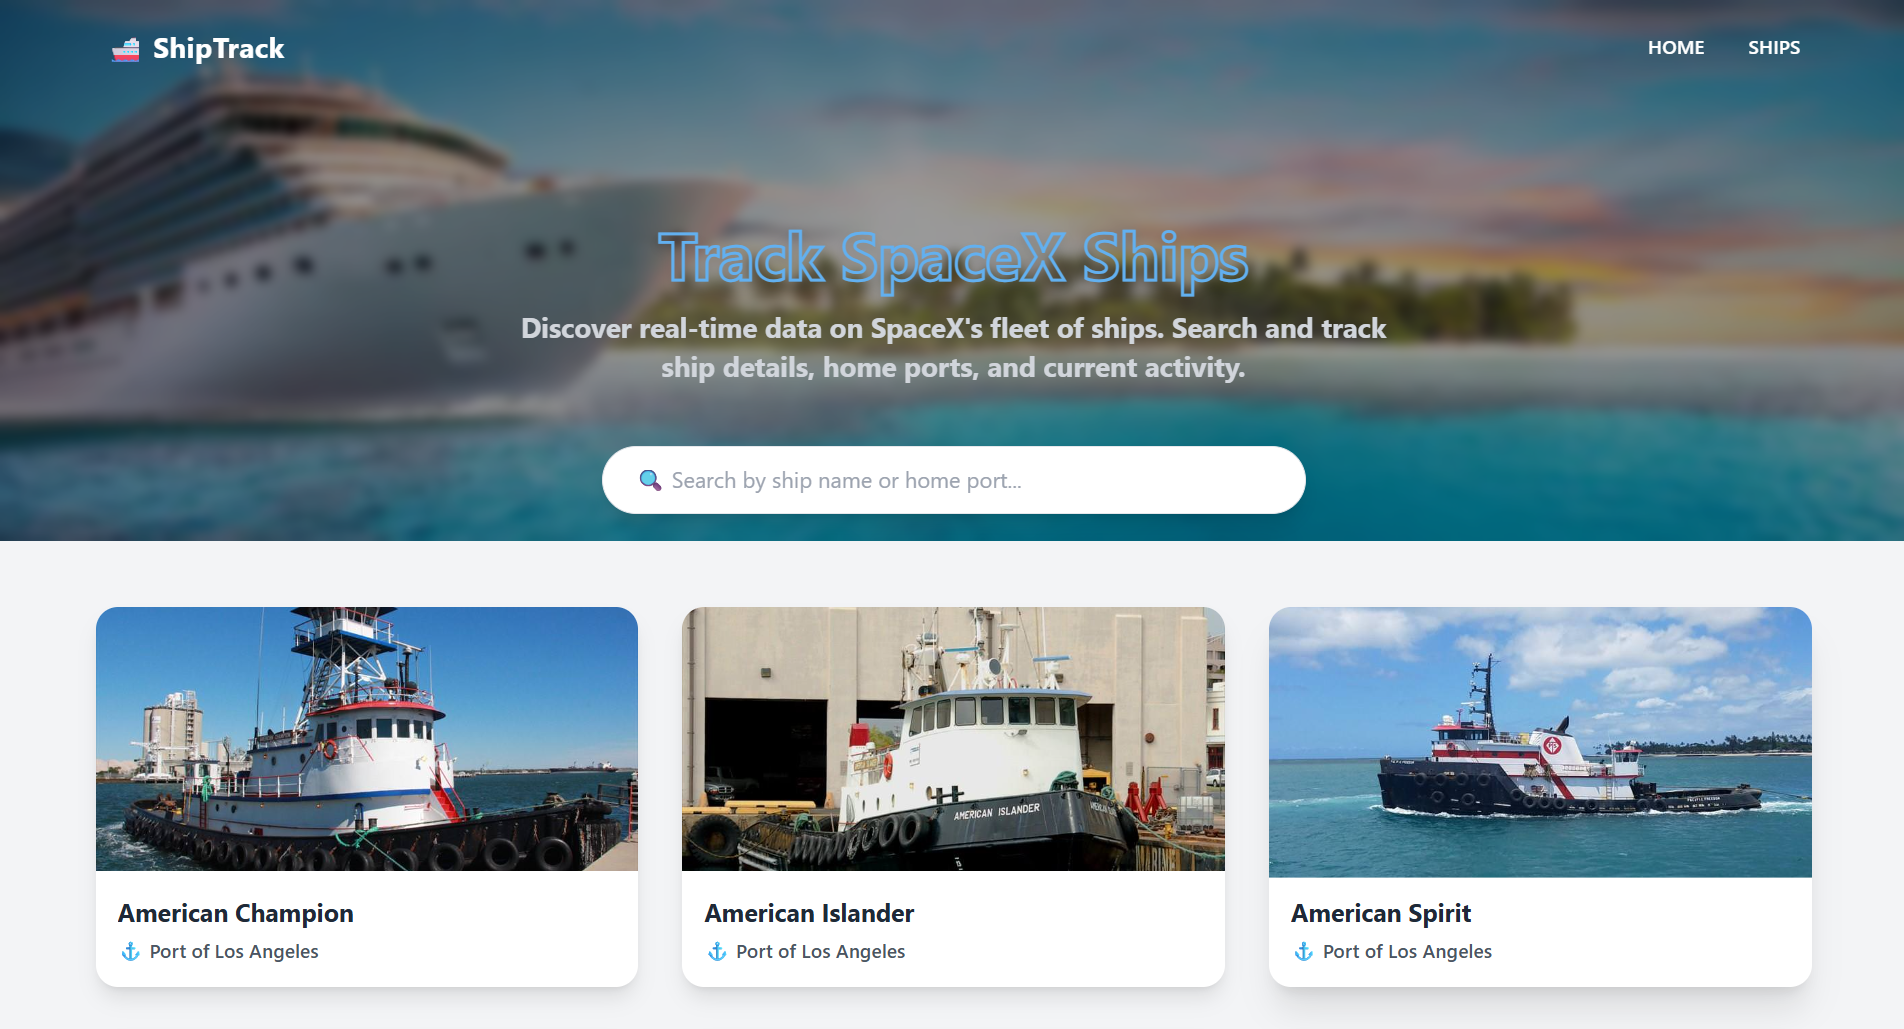 ShipTrack
HOME SHIPS
Track SpaceX Ships
Discover real-time data on SpaceX's fleet of ships. Search and track
ship details, home ports, and current activity.
Search by ship name or home port...
AMERICAN ISLANDER
American Champion
Port of Los Angeles
American Islander
Port of Los Angeles
American Spirit
Port of Los Angeles